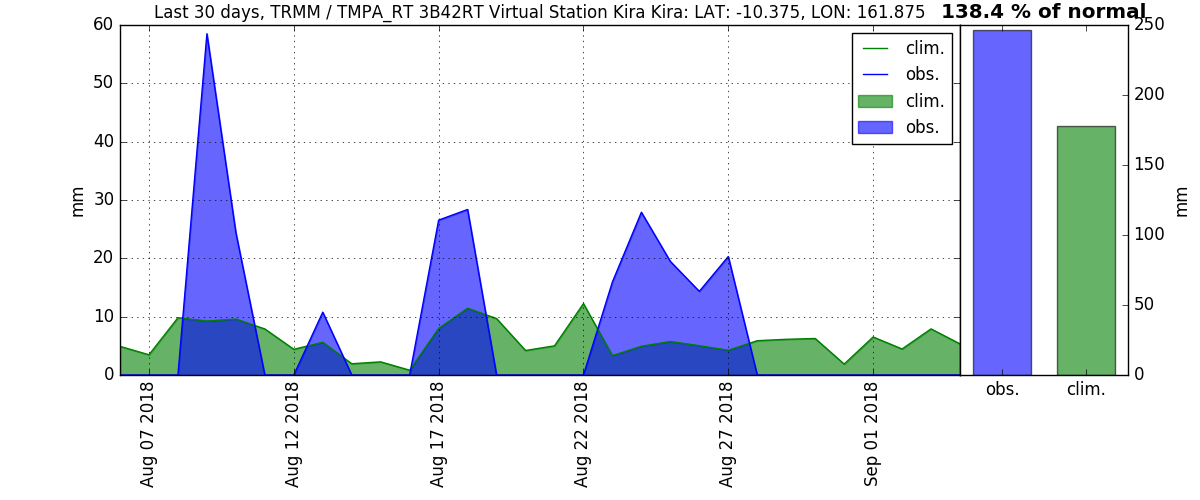 Last 30 days, TRMM / TMPA_RT 3B42RT Virtual Station Kira Kira: LAT: -10.375, LON: 161.875 138.4 % of normal
60
50
40
30
20
10
0
mm
clim.
obs.
clim.
obs.
250
200
150
100
50
0
mm
obs. clim.
Aug 07 2018
Aug 12 2018
Aug 17 2018
Aug 22 2018
Aug 27 2018
Sep 01 2018